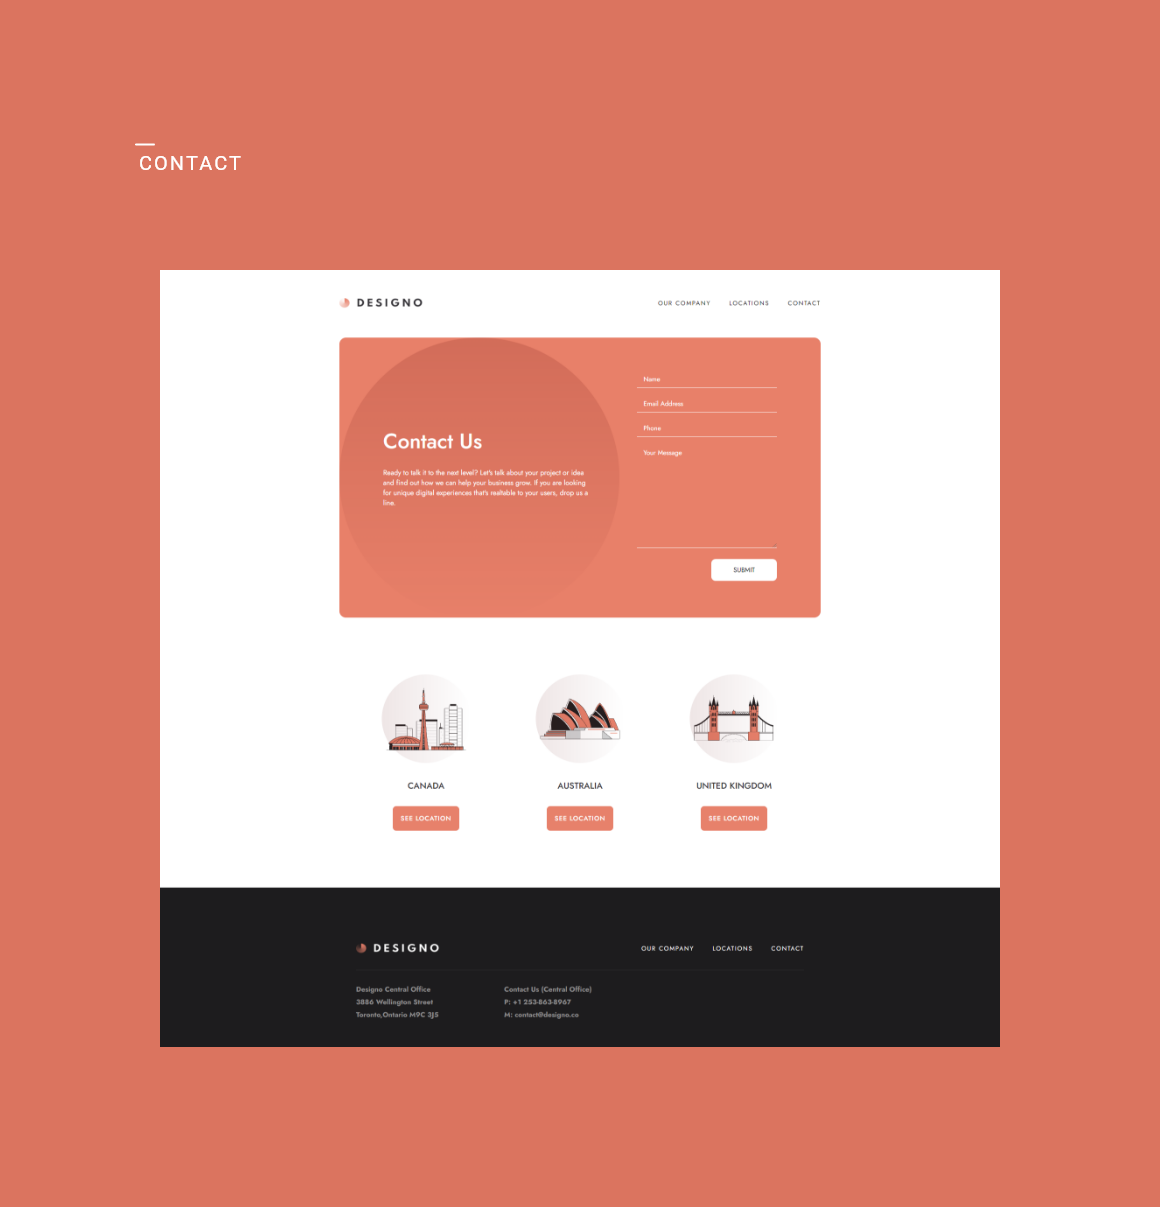 CONTACT
DESIGNO
OUR COMPANY LOCATIONS CONTACT
Contact Us
Ready to talk it to the next level? Let's talk about your project or idea
and find out how we can help your business grow. If you are looking
for unique digital experiences that's realtable to your users, drop us a
line.
Name
Email Address
Phone
Your Message
SUBMIT
CANADA
SEE LOCATION
AUSTRALIA
SEE LOCATION
UNITED KINGDOM
SEE LOCATION
DESIGNO
OUR COMPANY LOCATIONS CONTACT
Designo Central Office
3886 Wellington Street
Toronto,Ontario M9C 3J5
Contact Us (Central Office)
P: +1 253-863-8967
M: contact@designo.co